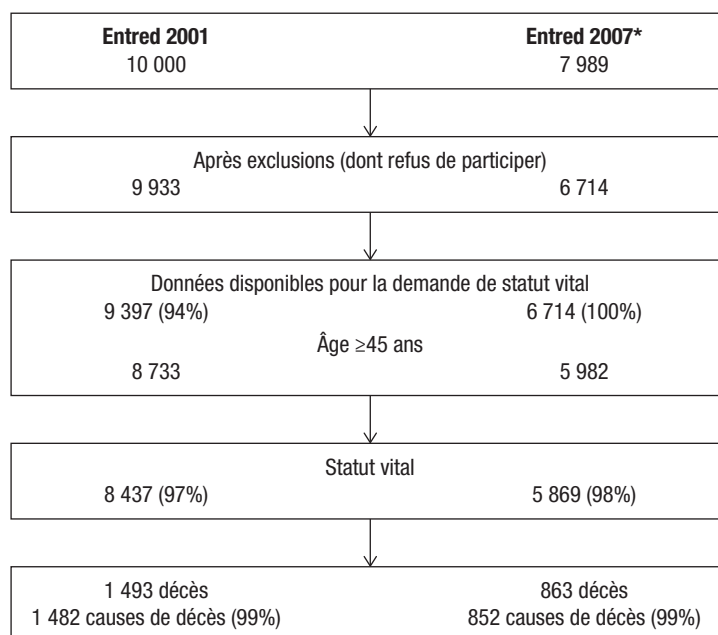 Entred 2001 Entred 2007*
10 000 7 989
Après exclusions (dont refus de participer)
9 933 6 714
Données disponibles pour la demande de statut vital
9 397 (94%) 6 714 (100%)
Âge ≥45 ans
8 733 5 982
Statut vital
8 437 (97%) 5 869 (98%)
1 493 décès 863 décès
1 482 causes de décès (99%) 852 causes de décès (99%)